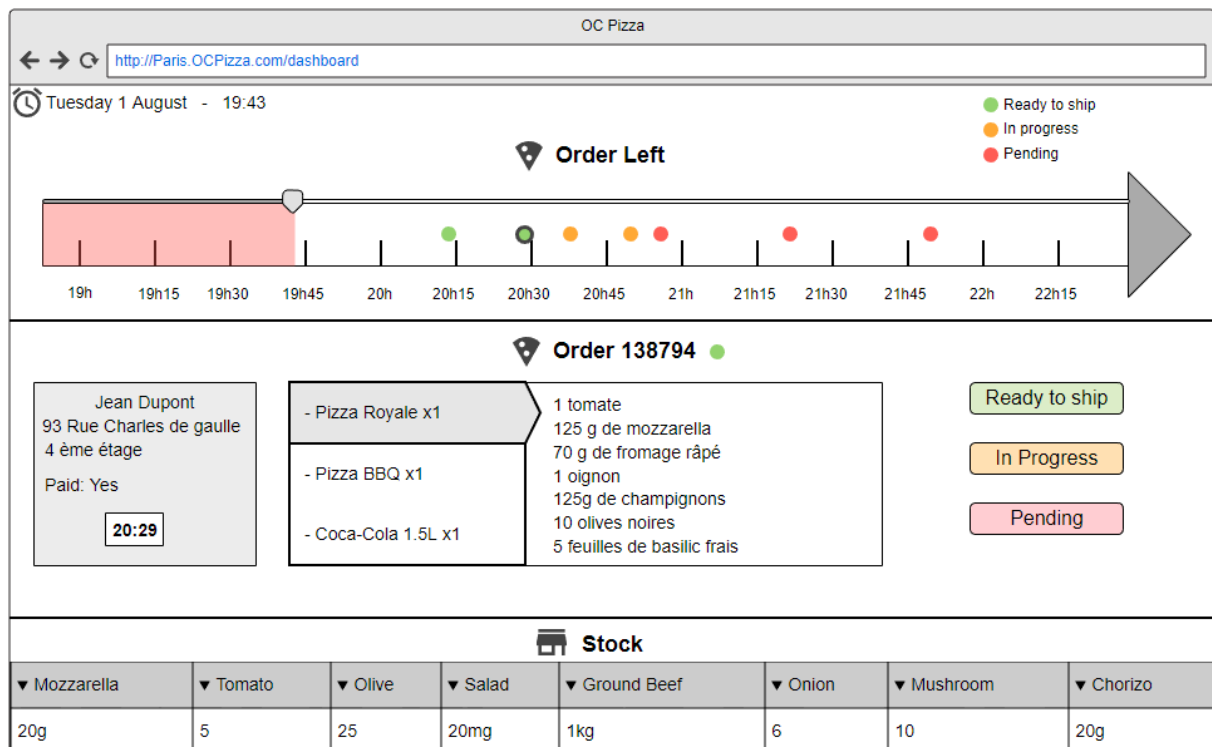 OC Pizza
http://Paris.OCPizza.com/dashboard
Tuesday 1 August - 19:43
Ready to ship
In progress
Pending
Order Left
19h 19h15 19h30 19h45 20h 20h15 20h30 20h45 21h 21h15 21h30 21h45 22h 22h15
Order 138794
Jean Dupont
93 Rue Charles de gaulle
4 ème étage
Paid: Yes
20:29
- Pizza Royale x1
- Pizza BBQ x1
- Coca-Cola 1.5L x1
1 tomate
125 g de mozzarella
70 g de fromage râpé
1 oignon
125g de champignons
10 olives noires
5 feuilles de basilic frais
Ready to ship
In Progress
Pending
Stock
▼ Mozzarella ▼ Tomato ▼ Olive ▼ Salad ▼ Ground Beef ▼ Onion ▼ Mushroom ▼ Chorizo
20g 5 25 20mg 1kg 6 10 20g